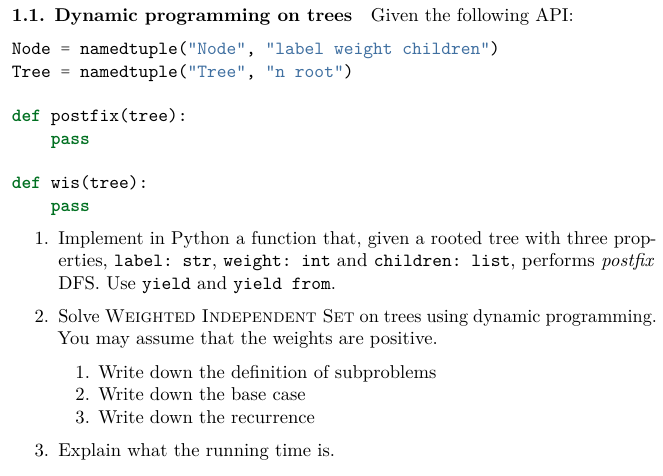 1.1. Dynamic programming on trees Given the following API:
Node = namedtuple("Node", "label weight children")
Tree = namedtuple("Tree", "n root")
def postfix(tree):
    pass
def wis(tree):
    pass
1. Implement in Python a function that, given a rooted tree with three prop-
erties, label: str, weight: int and children: list, performs postfix
DFS. Use yield and yield from.
2. Solve Weighted Independent Set on trees using dynamic programming.
You may assume that the weights are positive.
1. Write down the definition of subproblems
2. Write down the base case
3. Write down the recurrence
3. Explain what the running time is.